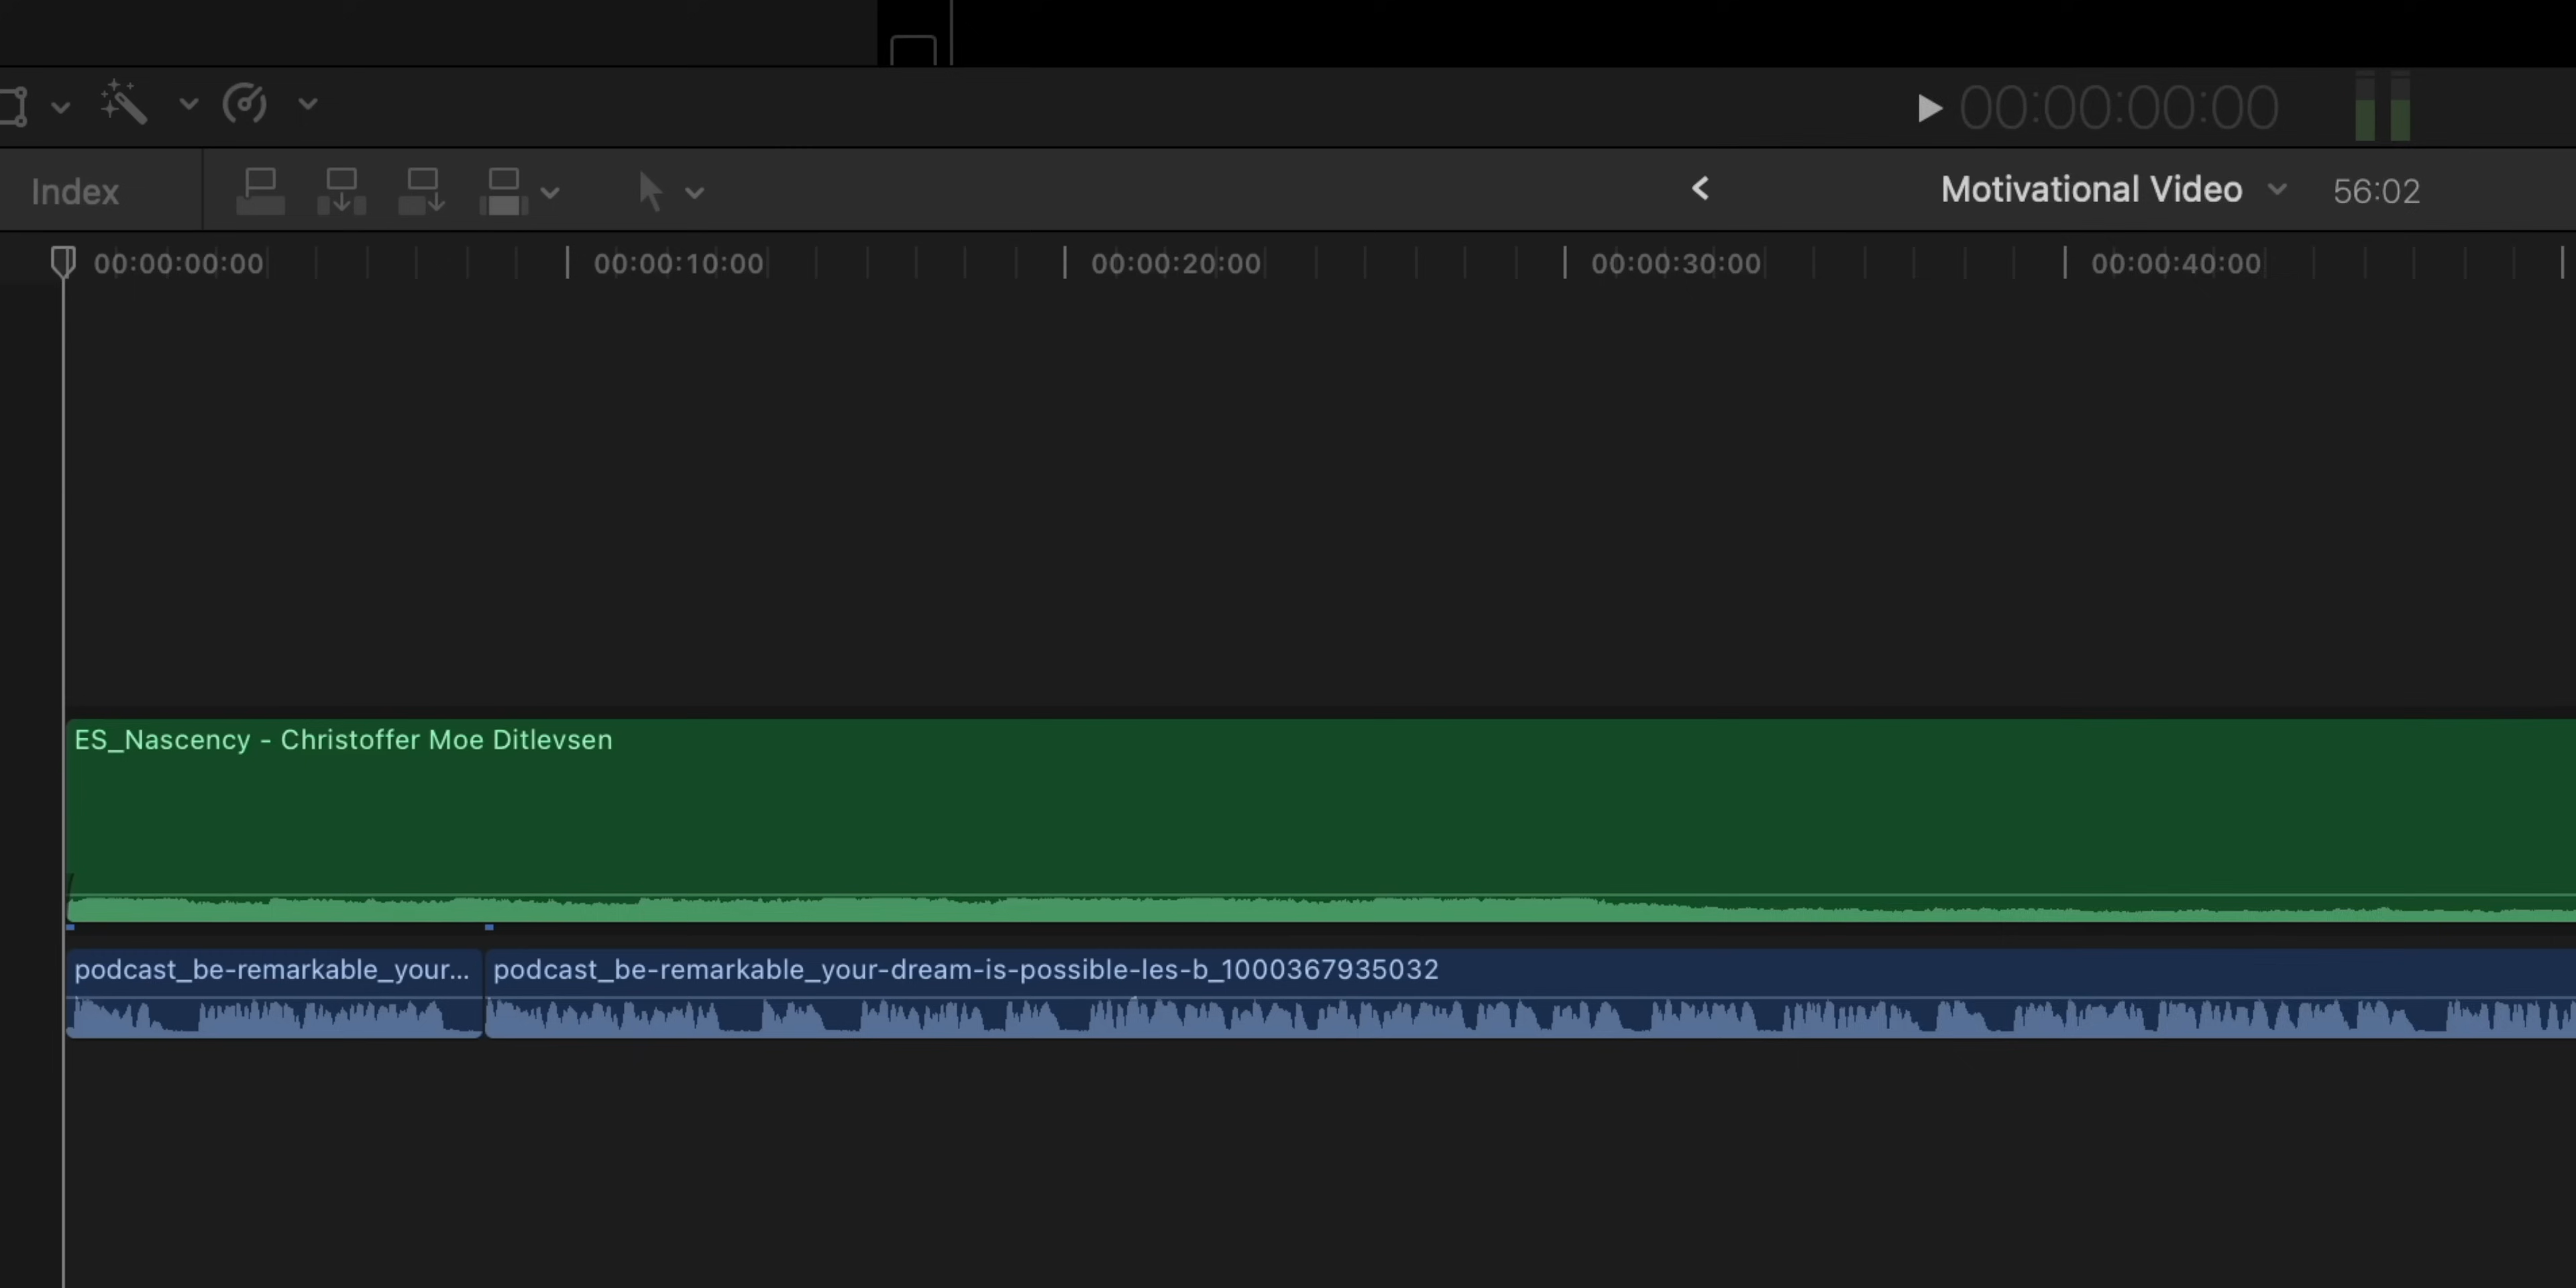 00:00:00:00
Index
Motivational Video
56:02
00:00:00:00
00:00:10:00
00:00:20:00
00:00:30:00
00:00:40:00
ES_Nascency - Christoffer Moe Ditlevsen
podcast_be-remarkable_your...
podcast_be-remarkable_your-dream-is-possible-les-b_1000367935032